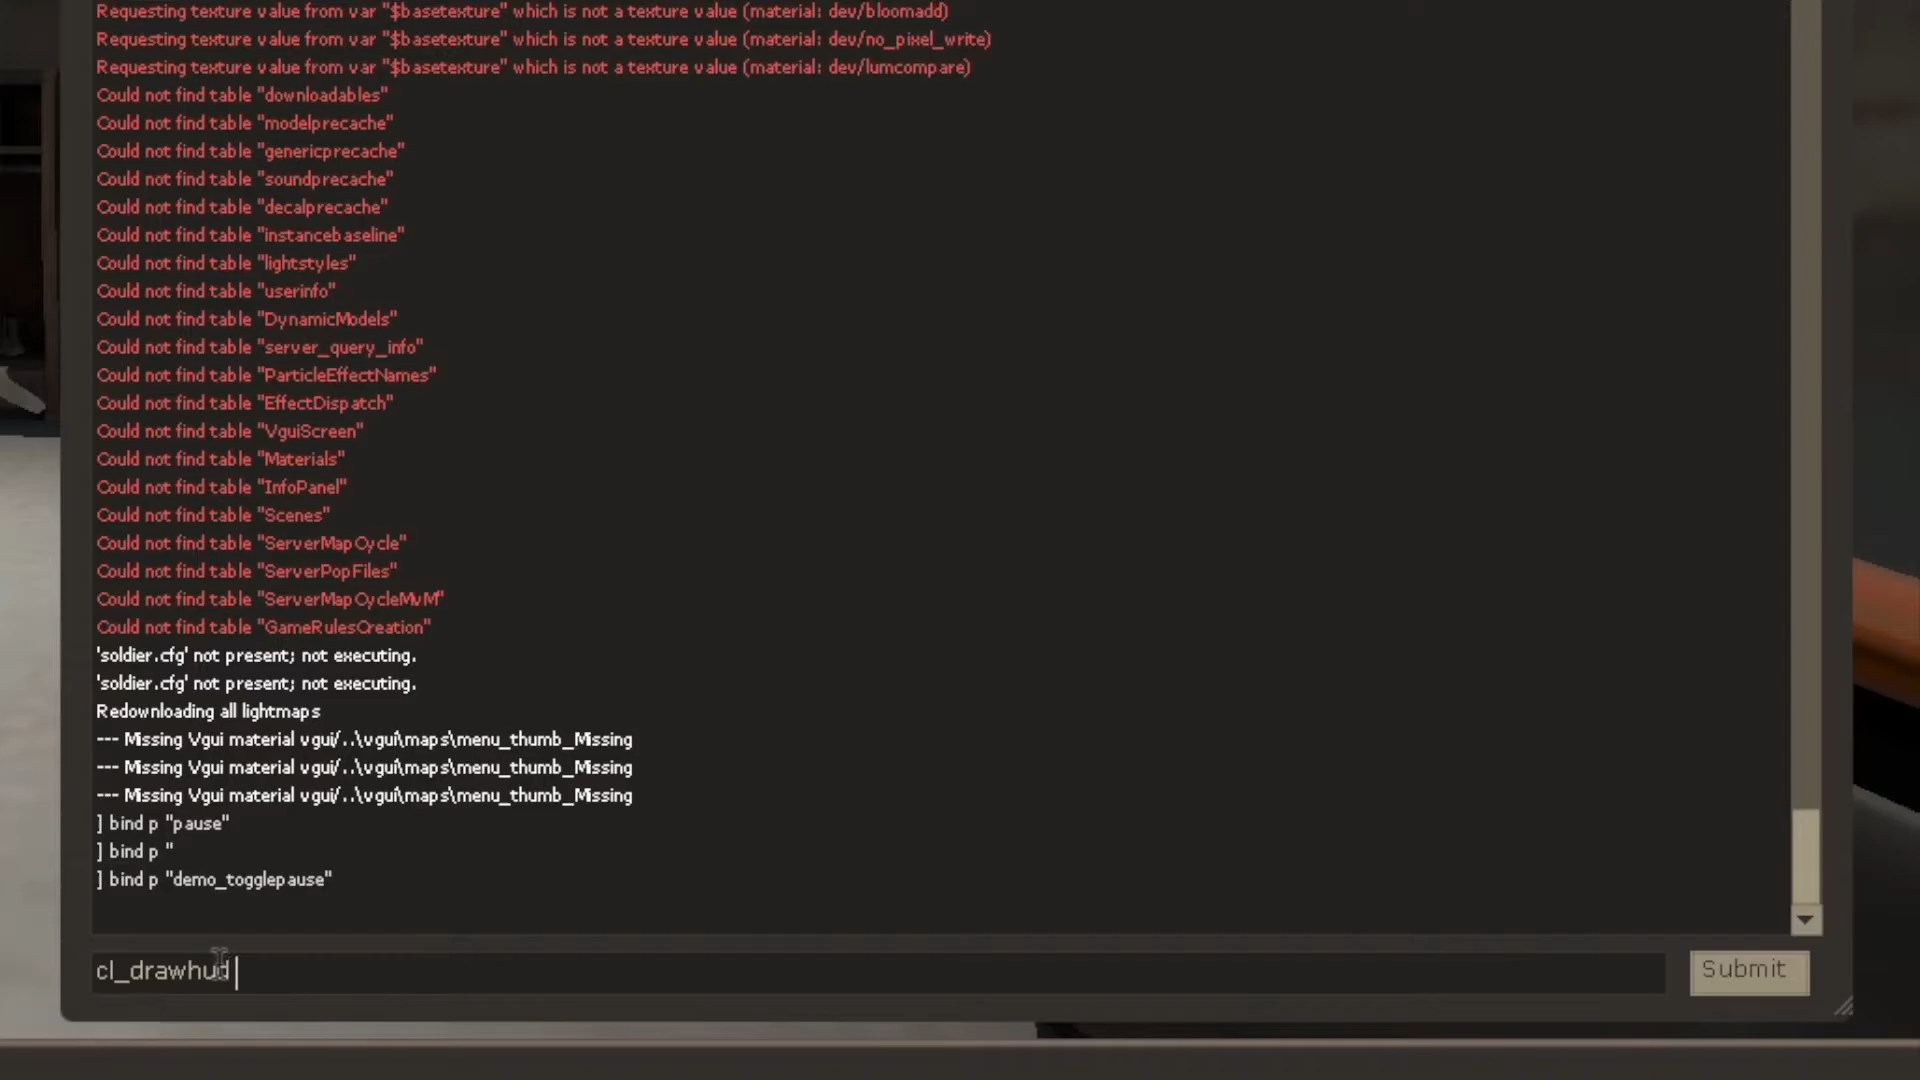 Requesting texture value from var "$basetexture" which is not a texture value (material: dev/bloomadd)
Requesting texture value from var "$basetexture" which is not a texture value (material: dev/no_pixel_write)
Requesting texture value from var "$basetexture" which is not a texture value (material: dev/lumcompare)
Could not find table "downloadables"
Could not find table "modelprecache"
Could not find table "genericprecache"
Could not find table "soundprecache"
Could not find table "decalprecache"
Could not find table "instancebaseline"
Could not find table "lightstyles"
Could not find table "userinfo"
Could not find table "DynamicModels"
Could not find table "server_query_info"
Could not find table "ParticleEffectNames"
Could not find table "EffectDispatch"
Could not find table "VguiScreen"
Could not find table "Materials"
Could not find table "InfoPanel"
Could not find table "Scenes"
Could not find table "ServerMapCycle"
Could not find table "ServerPopFiles"
Could not find table "ServerMapCycleMvM"
Could not find table "GameRulesCreation"
'soldier.cfg' not present; not executing.
'soldier.cfg' not present; not executing.
Redownloading all lightmaps
--- Missing Vgui material vgui/..\vgui\maps\menu_thumb_Missing
--- Missing Vgui material vgui/..\vgui\maps\menu_thumb_Missing
--- Missing Vgui material vgui/..\vgui\maps\menu_thumb_Missing
] bind p "pause"
] bind p "
] bind p "demo_togglepause"
cl_drawhud
Submit